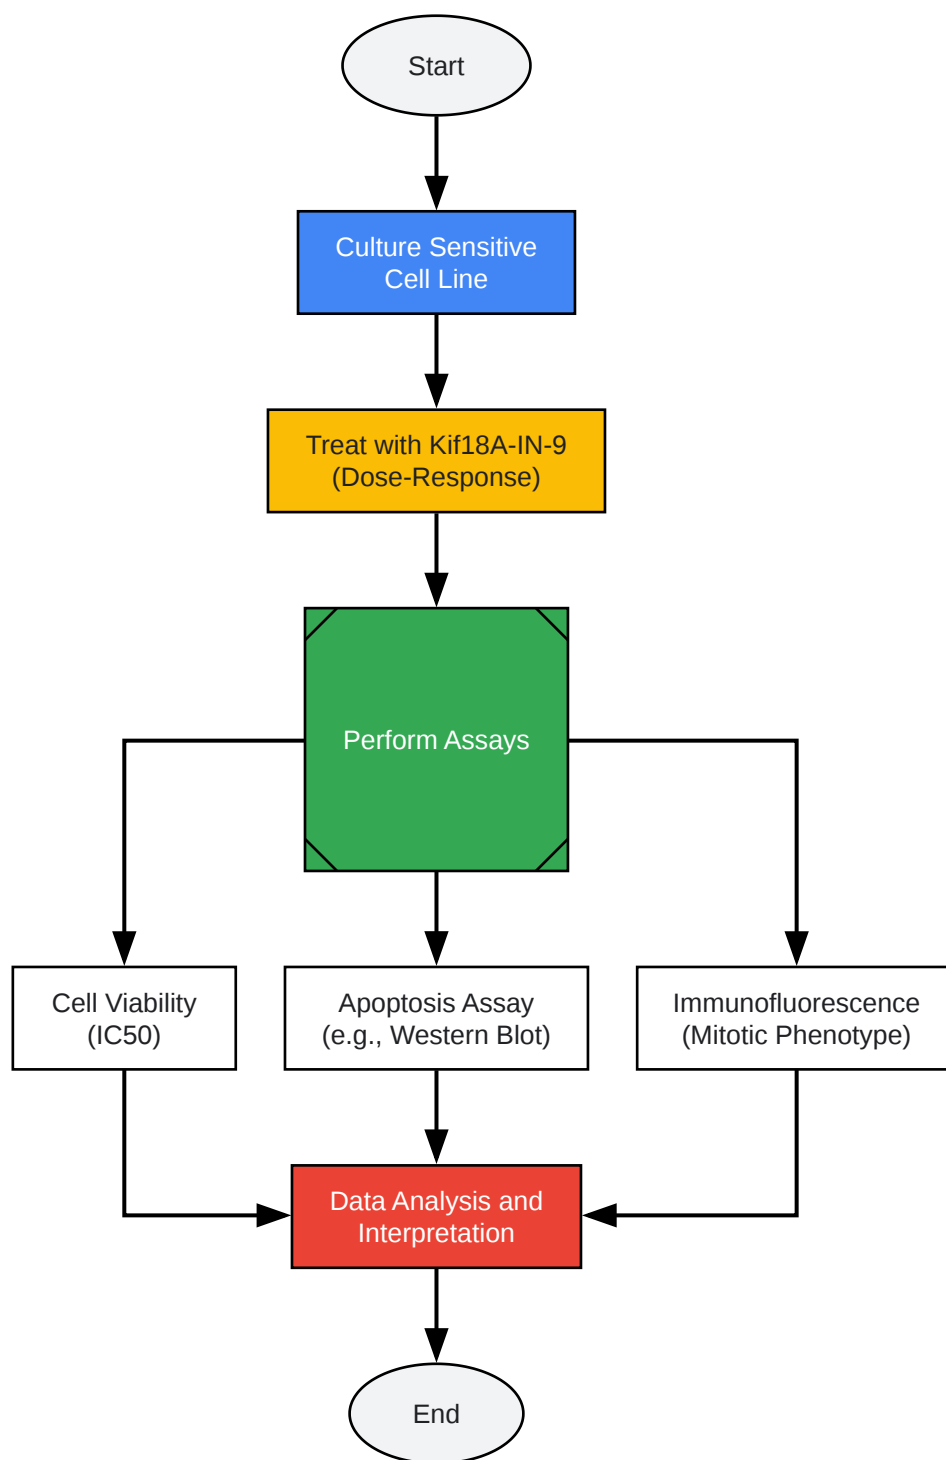 Start
Culture Sensitive
Cell Line
Treat with Kif18A-IN-9
(Dose-Response)
Perform Assays
Cell Viability
(IC50)
Apoptosis Assay
(e.g., Western Blot)
Immunofluorescence
(Mitotic Phenotype)
Data Analysis and
Interpretation
End